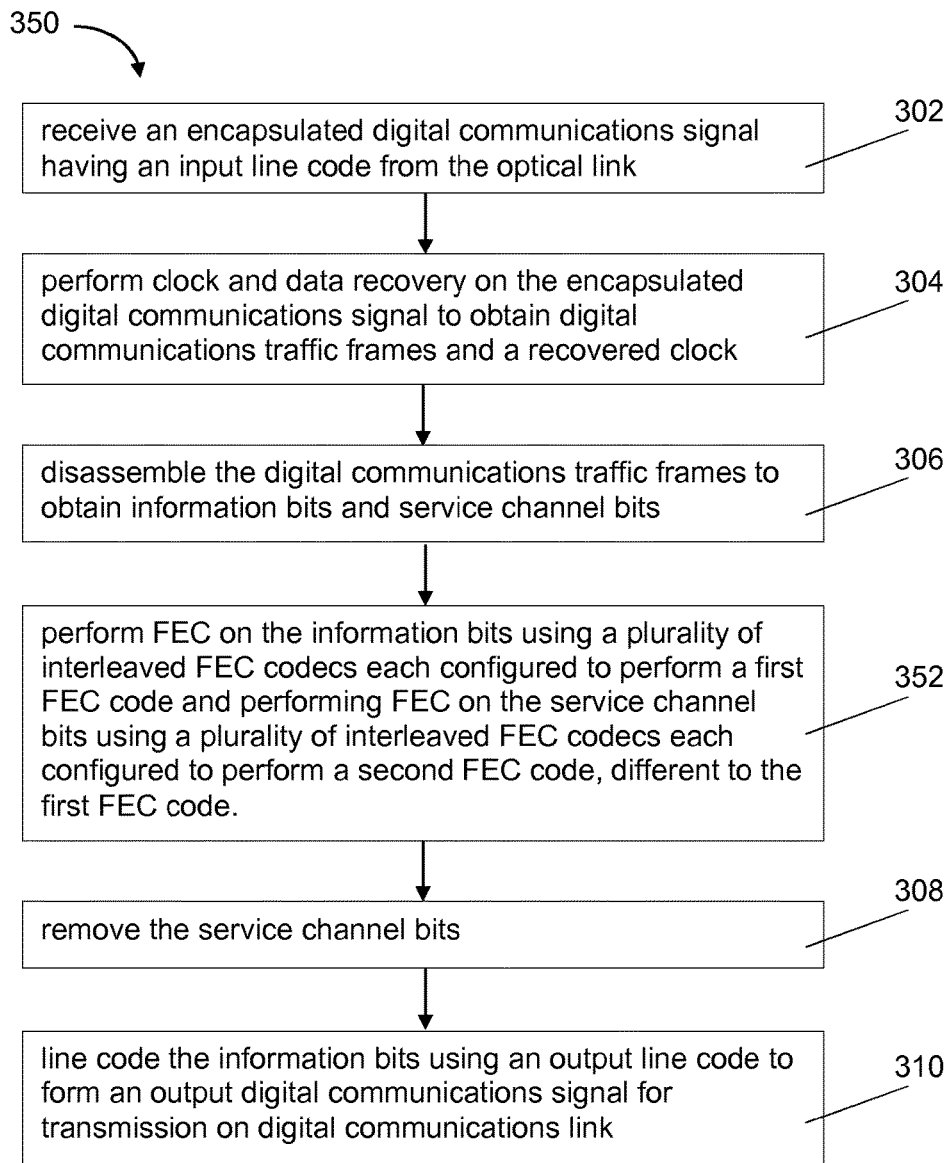 350
302
receive an encapsulated digital communications signal
having an input line code from the optical link
304
perform clock and data recovery on the encapsulated
digital communications signal to obtain digital
communications traffic frames and a recovered clock
306
disassemble the digital communications traffic frames to
obtain information bits and service channel bits
352
perform FEC on the information bits using a plurality of
interleaved FEC codecs each configured to perform a first
FEC code and performing FEC on the service channel
bits using a plurality of interleaved FEC codecs each
configured to perform a second FEC code, different to the
first FEC code.
308
remove the service channel bits
310
line code the information bits using an output line code to
form an output digital communications signal for
transmission on digital communications link